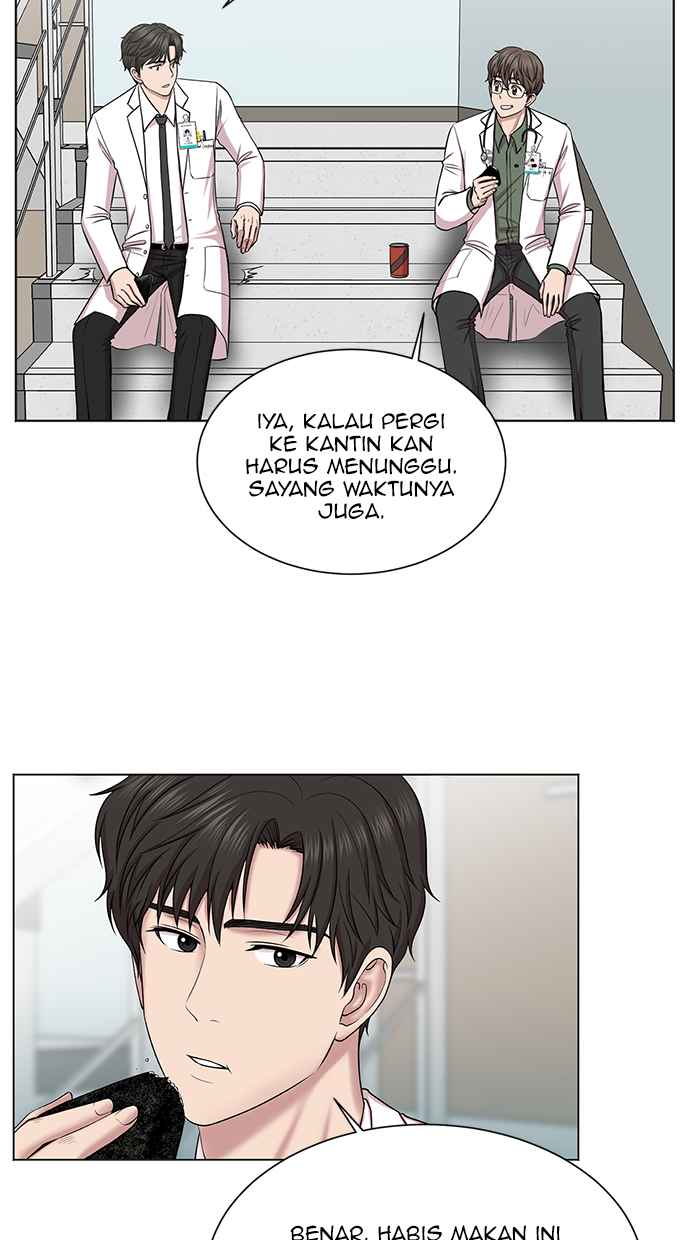 IYA, KALAU PERGI
KE KANTIN KAN
HARUS MENUNGGU.
SAYANG WAKTUNYA
JUGA.
BENAR. HABIS MAKAN INI